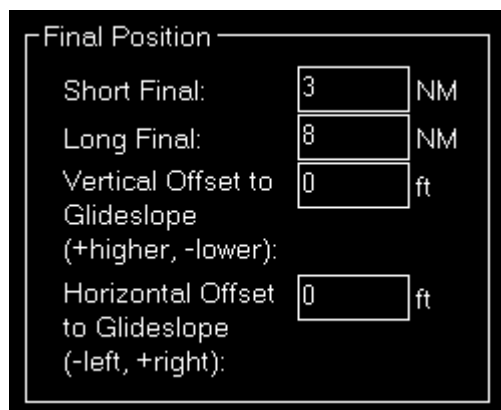 Final Position
Short Final: 3 NM
Long Final: 8 NM
Vertical Offset to 0 ft
Glideslope
(+higher, -lower):
Horizontal Offset 0 ft
to Glideslope
(-left, +right):